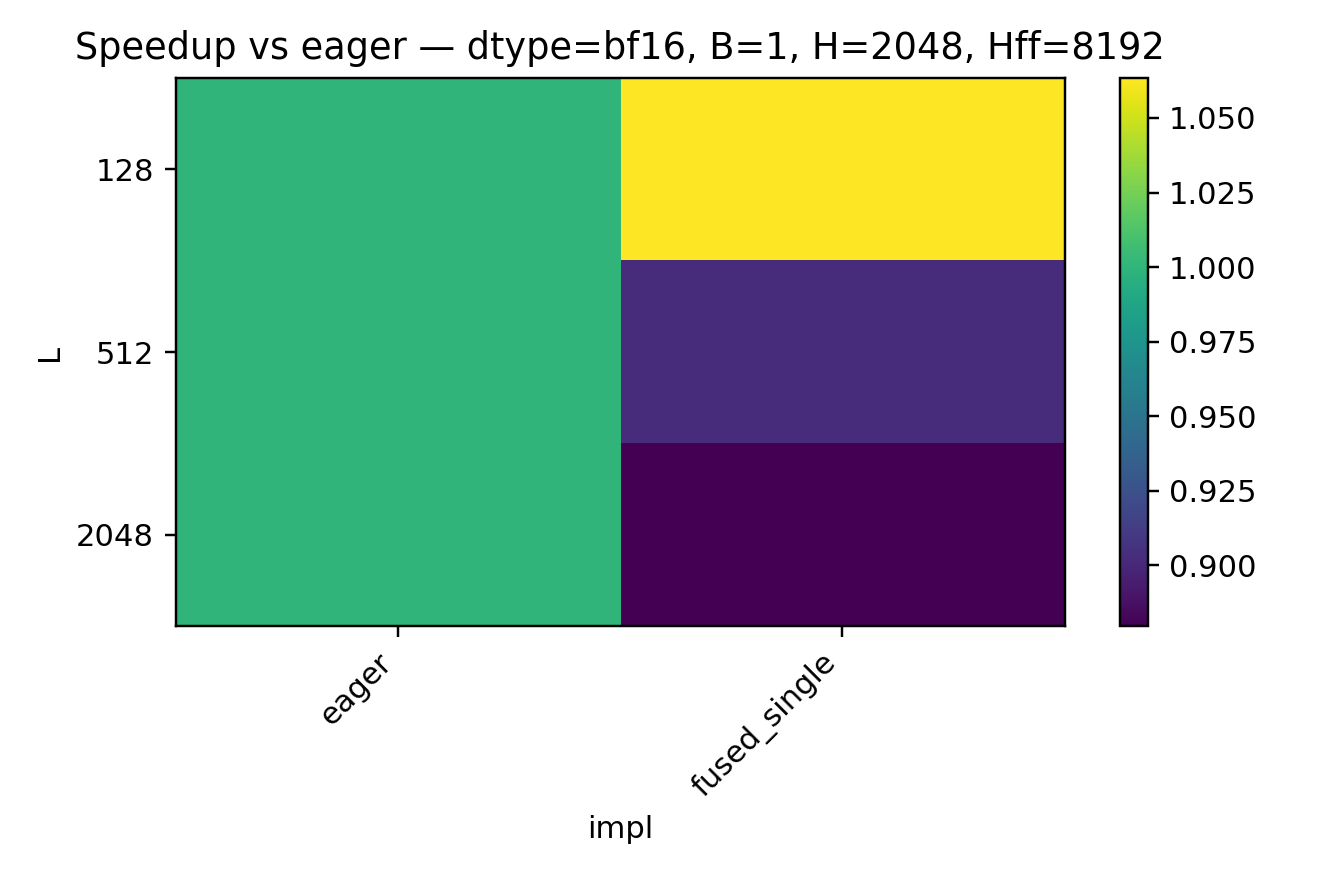 Speedup vs eager — dtype=bf16, B=1, H=2048, Hff=8192
128
512
2048
L
eager
fused_single
impl
1.050
1.025
1.000
0.975
0.950
0.925
0.900